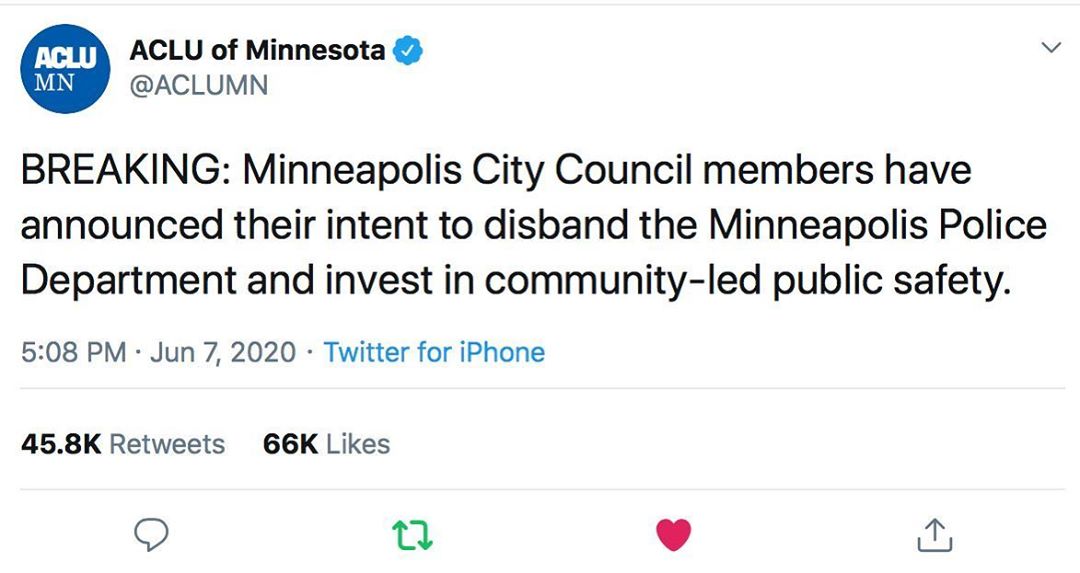 ACLU
MN
ACLU of Minnesota
@ACLUMN
BREAKING: Minneapolis City Council members have
announced their intent to disband the Minneapolis Police
Department and invest in community-led public safety.
5:08 PM · Jun 7, 2020 · Twitter for iPhone
45.8K Retweets 66K Likes